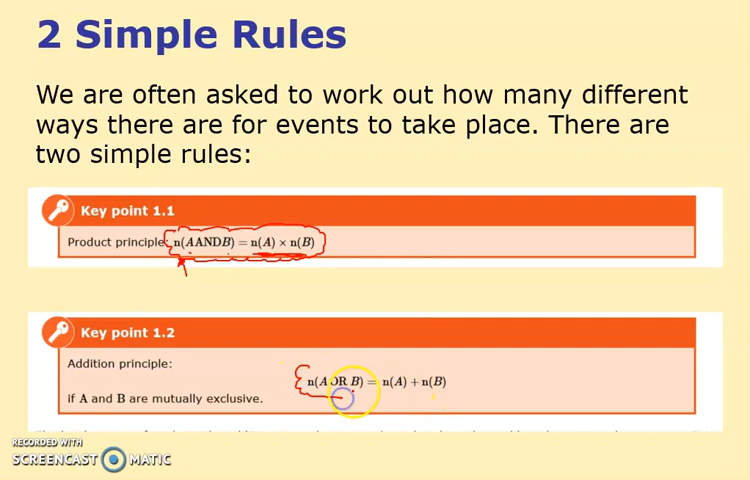 2 Simple Rules
We are often asked to work out how many different
ways there are for events to take place. There are
two simple rules:
Key point 1.1
Product principle: n(AANDB) = n(A) × n(B)
Key point 1.2
Addition principle:
n(A OR B) = n(A) + n(B)
if A and B are mutually exclusive.
RECORDED WITH
SCREENCAST MATIC